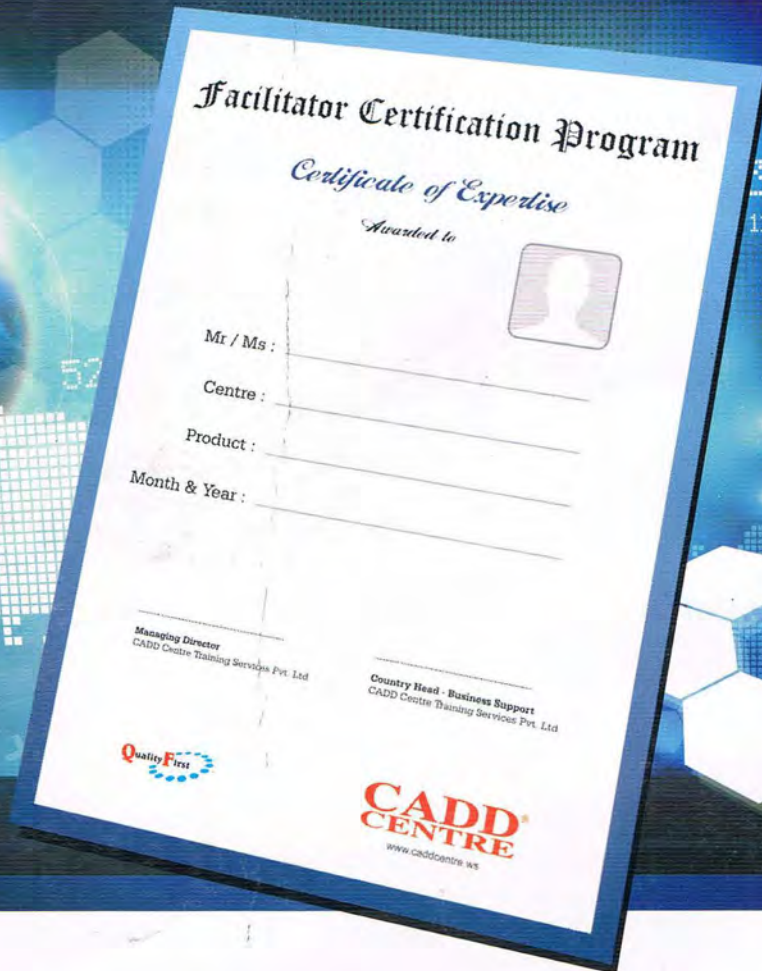 Facilitator Certification Program
Certificate of Expertise
Awarded to
Mr / Ms :
Centre :
Product :
Month & Year :
Managing Director
CADD Centre Training Services Pvt. Ltd
Country Head - Business Support
CADD Centre Training Services Pvt. Ltd
Quality First
CADD®
CENTRE
www.caddcentre.ws
52